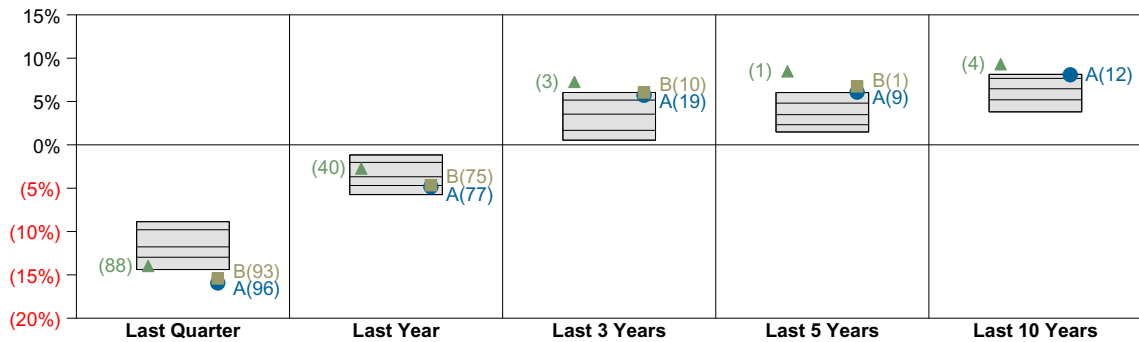 15%
10%
5%
0%
(5%)
(10%)
(15%)
(20%)
(88)
B(93)
A(96)
Last Quarter
(40)
B(75)
A(77)
Last Year
(3)
B(10)
A(19)
Last 3 Years
(1)
B(1)
A(9)
Last 5 Years
(4)
A(12)
Last 10 Years